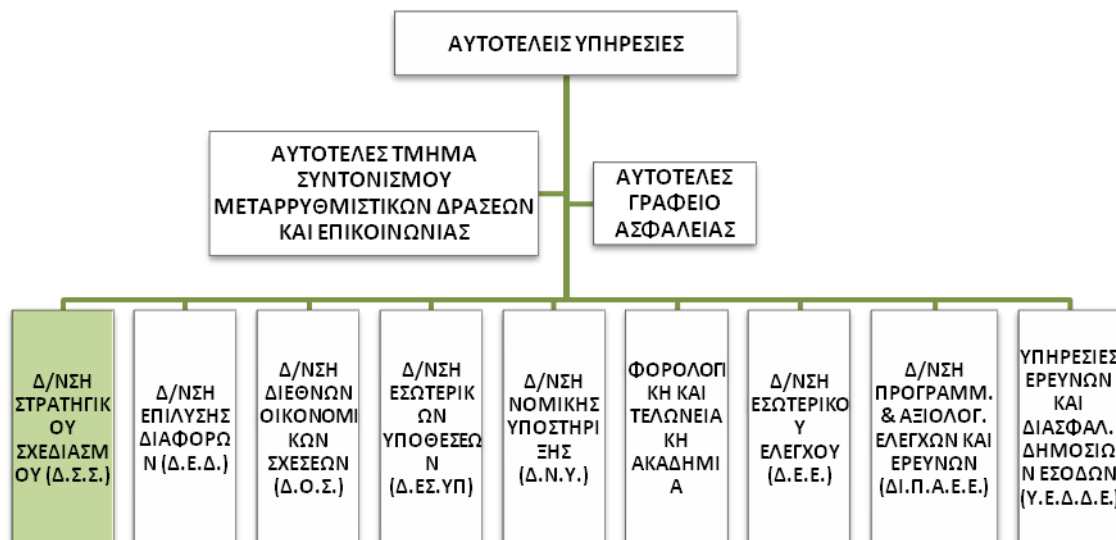 ΑΥΤΟΤΕΛΕΙΣ ΥΠΗΡΕΣΙΕΣ
ΑΥΤΟΤΕΛΕΣ ΤΜΗΜΑ
ΣΥΝΤΟΝΙΣΜΟΥ
ΜΕΤΑΡΡΥΘΜΙΣΤΙΚΩΝ ΔΡΑΣΕΩΝ
ΚΑΙ ΕΠΙΚΟΙΝΩΝΙΑΣ
ΑΥΤΟΤΕΛΕΣ
ΓΡΑΦΕΙΟ
ΑΣΦΑΛΕΙΑΣ
Δ/ΝΣΗ
ΣΤΡΑΤΗΓΙΚ
ΟΥ
ΣΧΕΔΙΑΣΜ
ΟΥ (Δ.Σ.Σ.)
Δ/ΝΣΗ
ΕΠΙΛΥΣΗΣ
ΔΙΑΦΟΡΩ
Ν (Δ.Ε.Δ.)
Δ/ΝΣΗ
ΔΙΕΘΝΩΝ
ΟΙΚΟΝΟΜΙ
ΚΩΝ
ΣΧΕΣΕΩΝ
(Δ.Ο.Σ.)
Δ/ΝΣΗ
ΕΣΩΤΕΡΙΚ
ΩΝ
ΥΠΟΘΕΣΕΩ
Ν
(Δ.ΕΣ.ΥΠ)
Δ/ΝΣΗ
ΝΟΜΙΚΗΣ
ΥΠΟΣΤΗΡΙ
ΞΗΣ
(Δ.Ν.Υ.)
ΦΟΡΟΛΟΓΙ
ΚΗ ΚΑΙ
ΤΕΛΩΝΕΙΑ
ΚΗ
ΑΚΑΔΗΜΙ
Α
Δ/ΝΣΗ
ΕΣΩΤΕΡΙΚΟ
Υ
ΕΛΕΓΧΟΥ
(Δ.Ε.Ε.)
Δ/ΝΣΗ
ΠΡΟΓΡΑΜΜ.
& ΑΞΙΟΛΟΓ.
ΕΛΕΓΧΩΝ ΚΑΙ
ΕΡΕΥΝΩΝ
(ΔΙ.Π.Α.Ε.Ε.)
ΥΠΗΡΕΣΙΕΣ
ΕΡΕΥΝΩΝ
ΚΑΙ
ΔΙΑΣΦΑΛ.
ΔΗΜΟΣΙΩ
Ν ΕΣΟΔΩΝ
(Υ.Ε.Δ.Δ.Ε.)